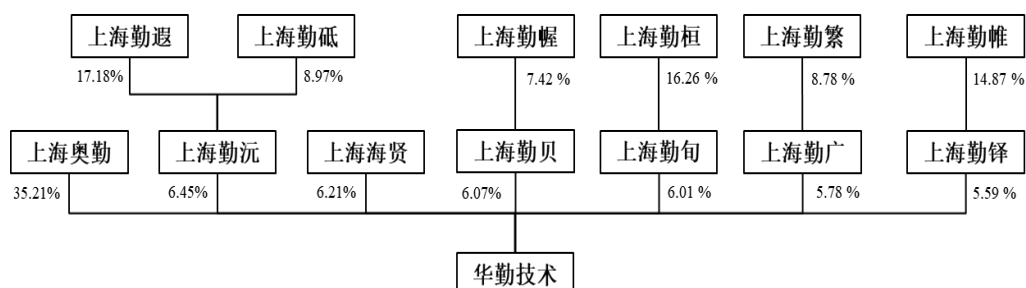 上海勤遐 上海勤砥 上海勤幄 上海勤桓 上海勤繁 上海勤帷
17.18% 8.97% 7.42 % 16.26 % 8.78 % 14.87 %
上海奥勤 上海勤沅 上海海贤 上海勤贝 上海勤旬 上海勤广 上海勤铎
35.21% 6.45% 6.21% 6.07% 6.01 % 5.78 % 5.59 %
华勤技术